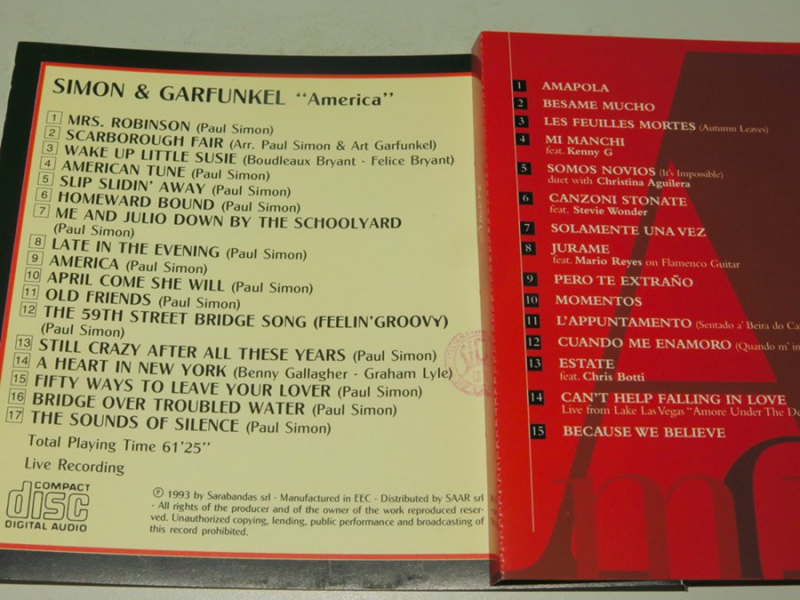 SIMON & GARFUNKEL "America"
1 MRS. ROBINSON (Paul Simon)
2 SCARBOROUGH FAIR (Arr. Paul Simon & Art Garfunkel)
3 WAKE UP LITTLE SUSIE (Boudleaux Bryant - Felice Bryant)
4 AMERICAN TUNE (Paul Simon)
5 SLIP SLIDIN' AWAY (Paul Simon)
6 HOMEWARD BOUND (Paul Simon)
7 ME AND JULIO DOWN BY THE SCHOOLYARD
(Paul Simon)
8 LATE IN THE EVENING (Paul Simon)
9 AMERICA (Paul Simon)
10 APRIL COME SHE WILL (Paul Simon)
11 OLD FRIENDS (Paul Simon)
12 THE 59TH STREET BRIDGE SONG (FEELIN'GROOVY)
(Paul Simon)
13 STILL CRAZY AFTER ALL THESE YEARS (Paul Simon)
14 A HEART IN NEW YORK (Benny Gallagher - Graham Lyle)
15 FIFTY WAYS TO LEAVE YOUR LOVER (Paul Simon)
16 BRIDGE OVER TROUBLED WATER (Paul Simon)
17 THE SOUNDS OF SILENCE (Paul Simon)
Total Playing Time 61'25"
Live Recording
COMPACT
disc
DIGITAL AUDIO
℗ 1993 by Sarabandas srl - Manufactured in EEC - Distributed by SAAR srl
- All rights of the producer and of the owner of the work reproduced reser-
ved. Unauthorized copying, lending, public performance and broadcasting of
this record prohibited.
1 AMAPOLA
2 BESAME MUCHO
3 LES FEUILLES MORTES (Autumn Leaves)
4 MI MANCHI
feat. Kenny G
5 SOMOS NOVIOS (It's Impossible)
duet with Christina Aguilera
6 CANZONI STONATE
feat. Stevie Wonder
7 SOLAMENTE UNA VEZ
8 JURAME
feat. Mario Reyes on Flamenco Guitar
9 PERO TE EXTRAÑO
10 MOMENTOS
11 L'APPUNTAMENTO (Sentado a' Beira do Ca
12 CUANDO ME ENAMORO (Quando m' in
13 ESTATE
feat. Chris Botti
14 CAN'T HELP FALLING IN LOVE
Live from Lake Las Vegas "Amore Under The De
15 BECAUSE WE BELIEVE